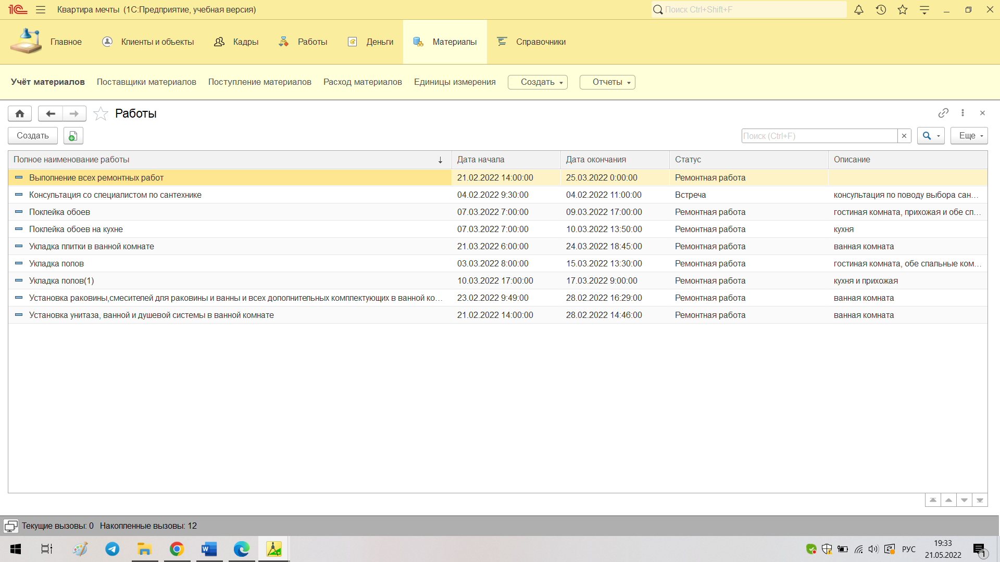 1С Квартира мечты (1С:Предприятие, учебная версия) Поиск Ctrl+Shift+F
Главное Клиенты и объекты Кадры Работы Деньги Материалы Справочники
Учёт материалов Поставщики материалов Поступление материалов Расход материалов Единицы измерения Создать Отчеты
Работы
Создать Поиск (Ctrl+F) × Еще
Полное наименование работы ↓ Дата начала Дата окончания Статус Описание
Выполнение всех ремонтных работ 21.02.2022 14:00:00 25.03.2022 0:00:00 Ремонтная работа
Консультация со специалистом по сантехнике 04.02.2022 9:30:00 04.02.2022 11:00:00 Встреча консультация по поводу выбора сан…
Поклейка обоев 07.03.2022 7:00:00 09.03.2022 17:00:00 Ремонтная работа гостиная комната, прихожая и обе сп…
Поклейка обоев на кухне 07.03.2022 7:00:00 10.03.2022 13:50:00 Ремонтная работа кухня
Укладка плитки в ванной комнате 21.03.2022 6:00:00 24.03.2022 18:45:00 Ремонтная работа ванная комната
Укладка полов 03.03.2022 8:00:00 15.03.2022 13:30:00 Ремонтная работа гостиная комната, обе спальные ком…
Укладка полов(1) 10.03.2022 17:00:00 17.03.2022 9:00:00 Ремонтная работа кухня и прихожая
Установка раковины,смесителей для раковины и ванны и всех дополнительных комплектующих в ванной ко… 23.02.2022 9:49:00 28.02.2022 16:29:00 Ремонтная работа ванная комната
Установка унитаза, ванной и душевой системы в ванной комнате 21.02.2022 14:00:00 28.02.2022 14:46:00 Ремонтная работа ванная комната
Текущие вызовы: 0 Накопленные вызовы: 12
W РУС 19:33
21.05.2022 1